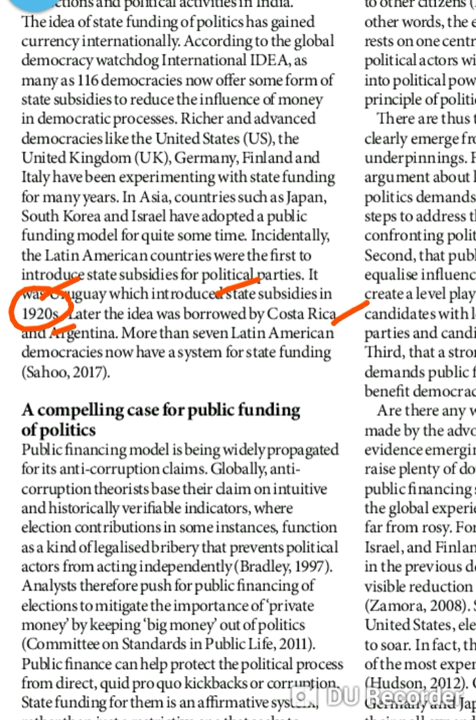 ctions and political activities in India.
The idea of state funding of politics has gained
currency internationally. According to the global
democracy watchdog International IDEA, as
many as 116 democracies now offer some form of
state subsidies to reduce the influence of money
in democratic processes. Richer and advanced
democracies like the United States (US), the
United Kingdom (UK), Germany, Finland and
Italy have been experimenting with state funding
for many years. In Asia, countries such as Japan,
South Korea and Israel have adopted a public
funding model for quite some time. Incidentally,
the Latin American countries were the first to
introduce state subsidies for political parties. It
was Uruguay which introduced state subsidies in
1920s. Later the idea was borrowed by Costa Rica
and Argentina. More than seven Latin American
democracies now have a system for state funding
(Sahoo, 2017).
A compelling case for public funding
of politics
Public financing model is being widely propagated
for its anti-corruption claims. Globally, anti-
corruption theorists base their claim on intuitive
and historically verifiable indicators, where
election contributions in some instances, function
as a kind of legalised bribery that prevents political
actors from acting independently (Bradley, 1997).
Analysts therefore push for public financing of
elections to mitigate the importance of 'private
money' by keeping 'big money' out of politics
(Committee on Standards in Public Life, 2011).
Public finance can help protect the political process
from direct, quid pro quo kickbacks or corruption.
State funding for them is an affirmative system,
to other citizens (
other words, the e
rests on one centr
political actors wi
into political pow
principle of politi
There are thus t
clearly emerge fro
underpinnings. F
argument about l
politics demands
steps to address th
confronting polit
Second, that publ
equalise influenc
create a level play
candidates with l
parties and candi
Third, that a stron
demands public f
benefit democrac
Are there any w
made by the advo
evidence emergin
raise plenty of do
public financing s
the global experie
far from rosy. For
Israel, and Finlan
in the previous de
visible reduction
(Zamora, 2008). S
United States, ele
to soar. In fact, th
of the most exper
(Hudson, 2012). C
Germany and Jap
DU Recorder